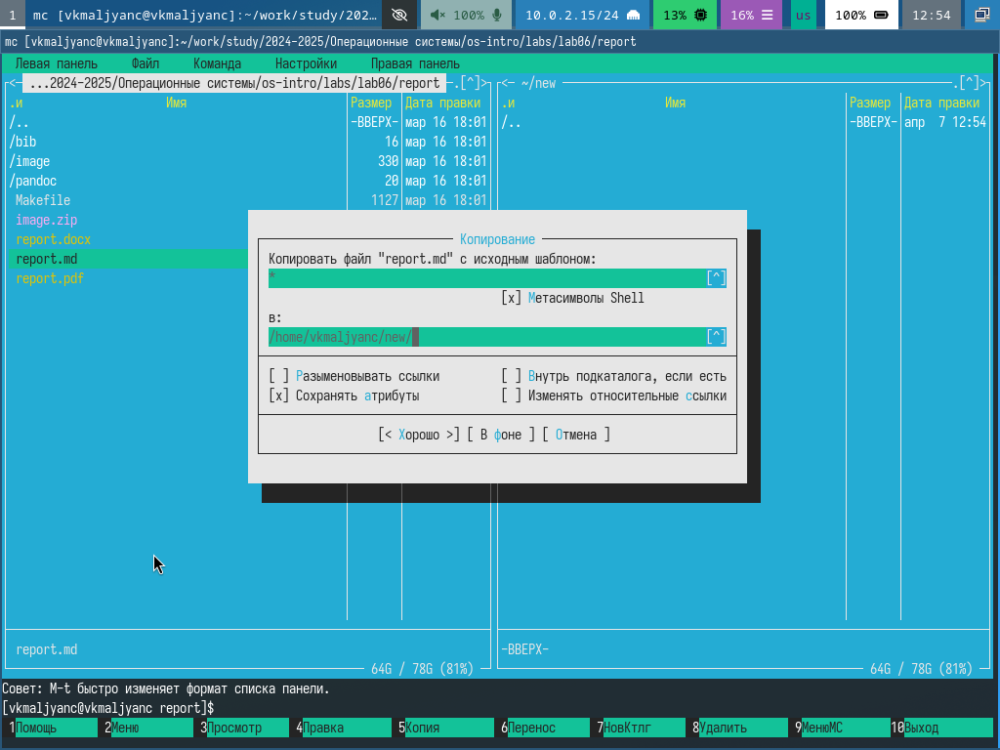 1 mc [vkmaljyanc@vkmaljyanc]:~/work/study/202… 100% 10.0.2.15/24 13% 16% us 100% 12:54
mc [vkmaljyanc@vkmaljyanc]:~/work/study/2024-2025/Операционные системы/os-intro/labs/lab06/report
Левая панель Файл Команда Настройки Правая панель
<— ...2024-2025/Операционные системы/os-intro/labs/lab06/report .[^]> <— ~/new .[^]>
.и Имя Размер Дата правки .и Имя Размер Дата правки
/.. -ВВЕРХ- мар 16 18:01 /.. -ВВЕРХ- апр 7 12:54
/bib 16 мар 16 18:01
/image 330 мар 16 18:01
/pandoc 20 мар 16 18:01
Makefile 1127 мар 16 18:01
image.zip
report.docx
report.md
report.pdf
Копирование
Копировать файл "report.md" с исходным шаблоном:
* [^]
[x] Метасимволы Shell
в:
/home/vkmaljyanc/new/ [^]
[ ] Разыменовывать ссылки [ ] Внутрь подкаталога, если есть
[x] Сохранять атрибуты [ ] Изменять относительные ссылки
[< Хорошо >] [ В фоне ] [ Отмена ]
report.md -ВВЕРХ-
64G / 78G (81%) 64G / 78G (81%)
Совет: M-t быстро изменяет формат списка панели.
[vkmaljyanc@vkmaljyanc report]$
1Помощь 2Меню 3Просмотр 4Правка 5Копия 6Перенос 7НовКтлг 8Удалить 9МенюMC 10Выход